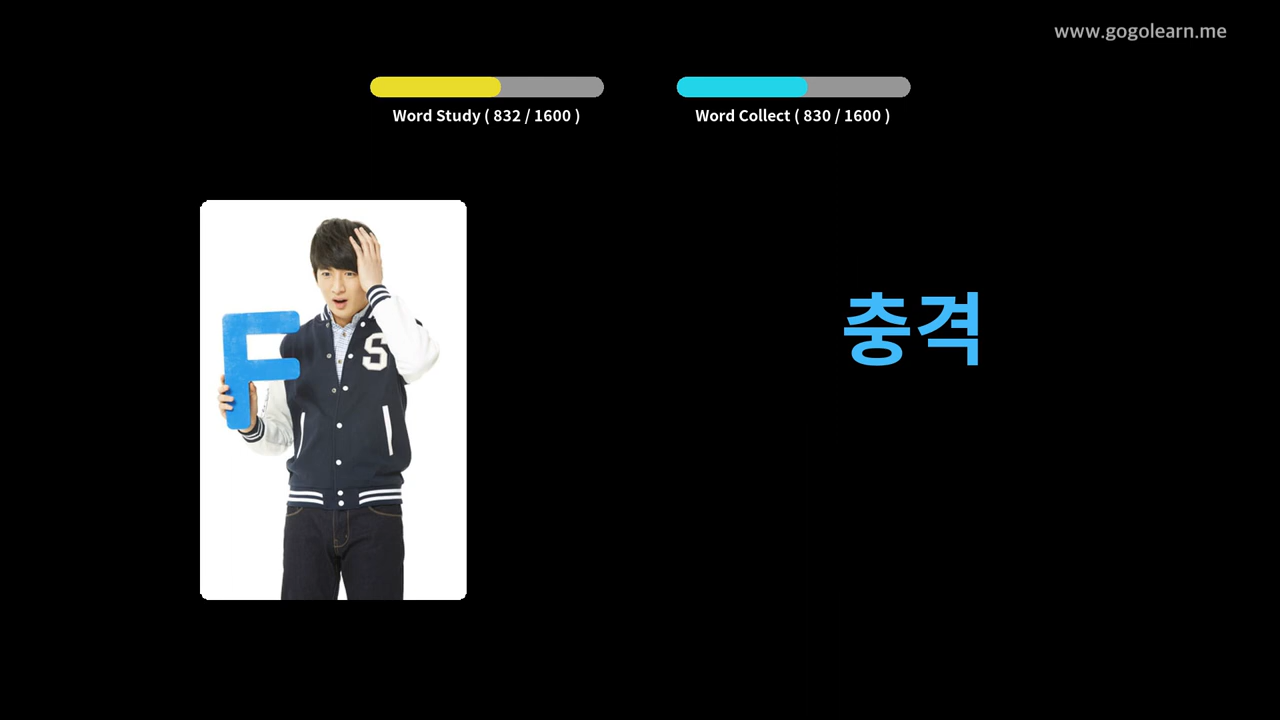 www.gogolearn.me
Word Study ( 832 / 1600 )
Word Collect ( 830 / 1600 )
충격
F
S